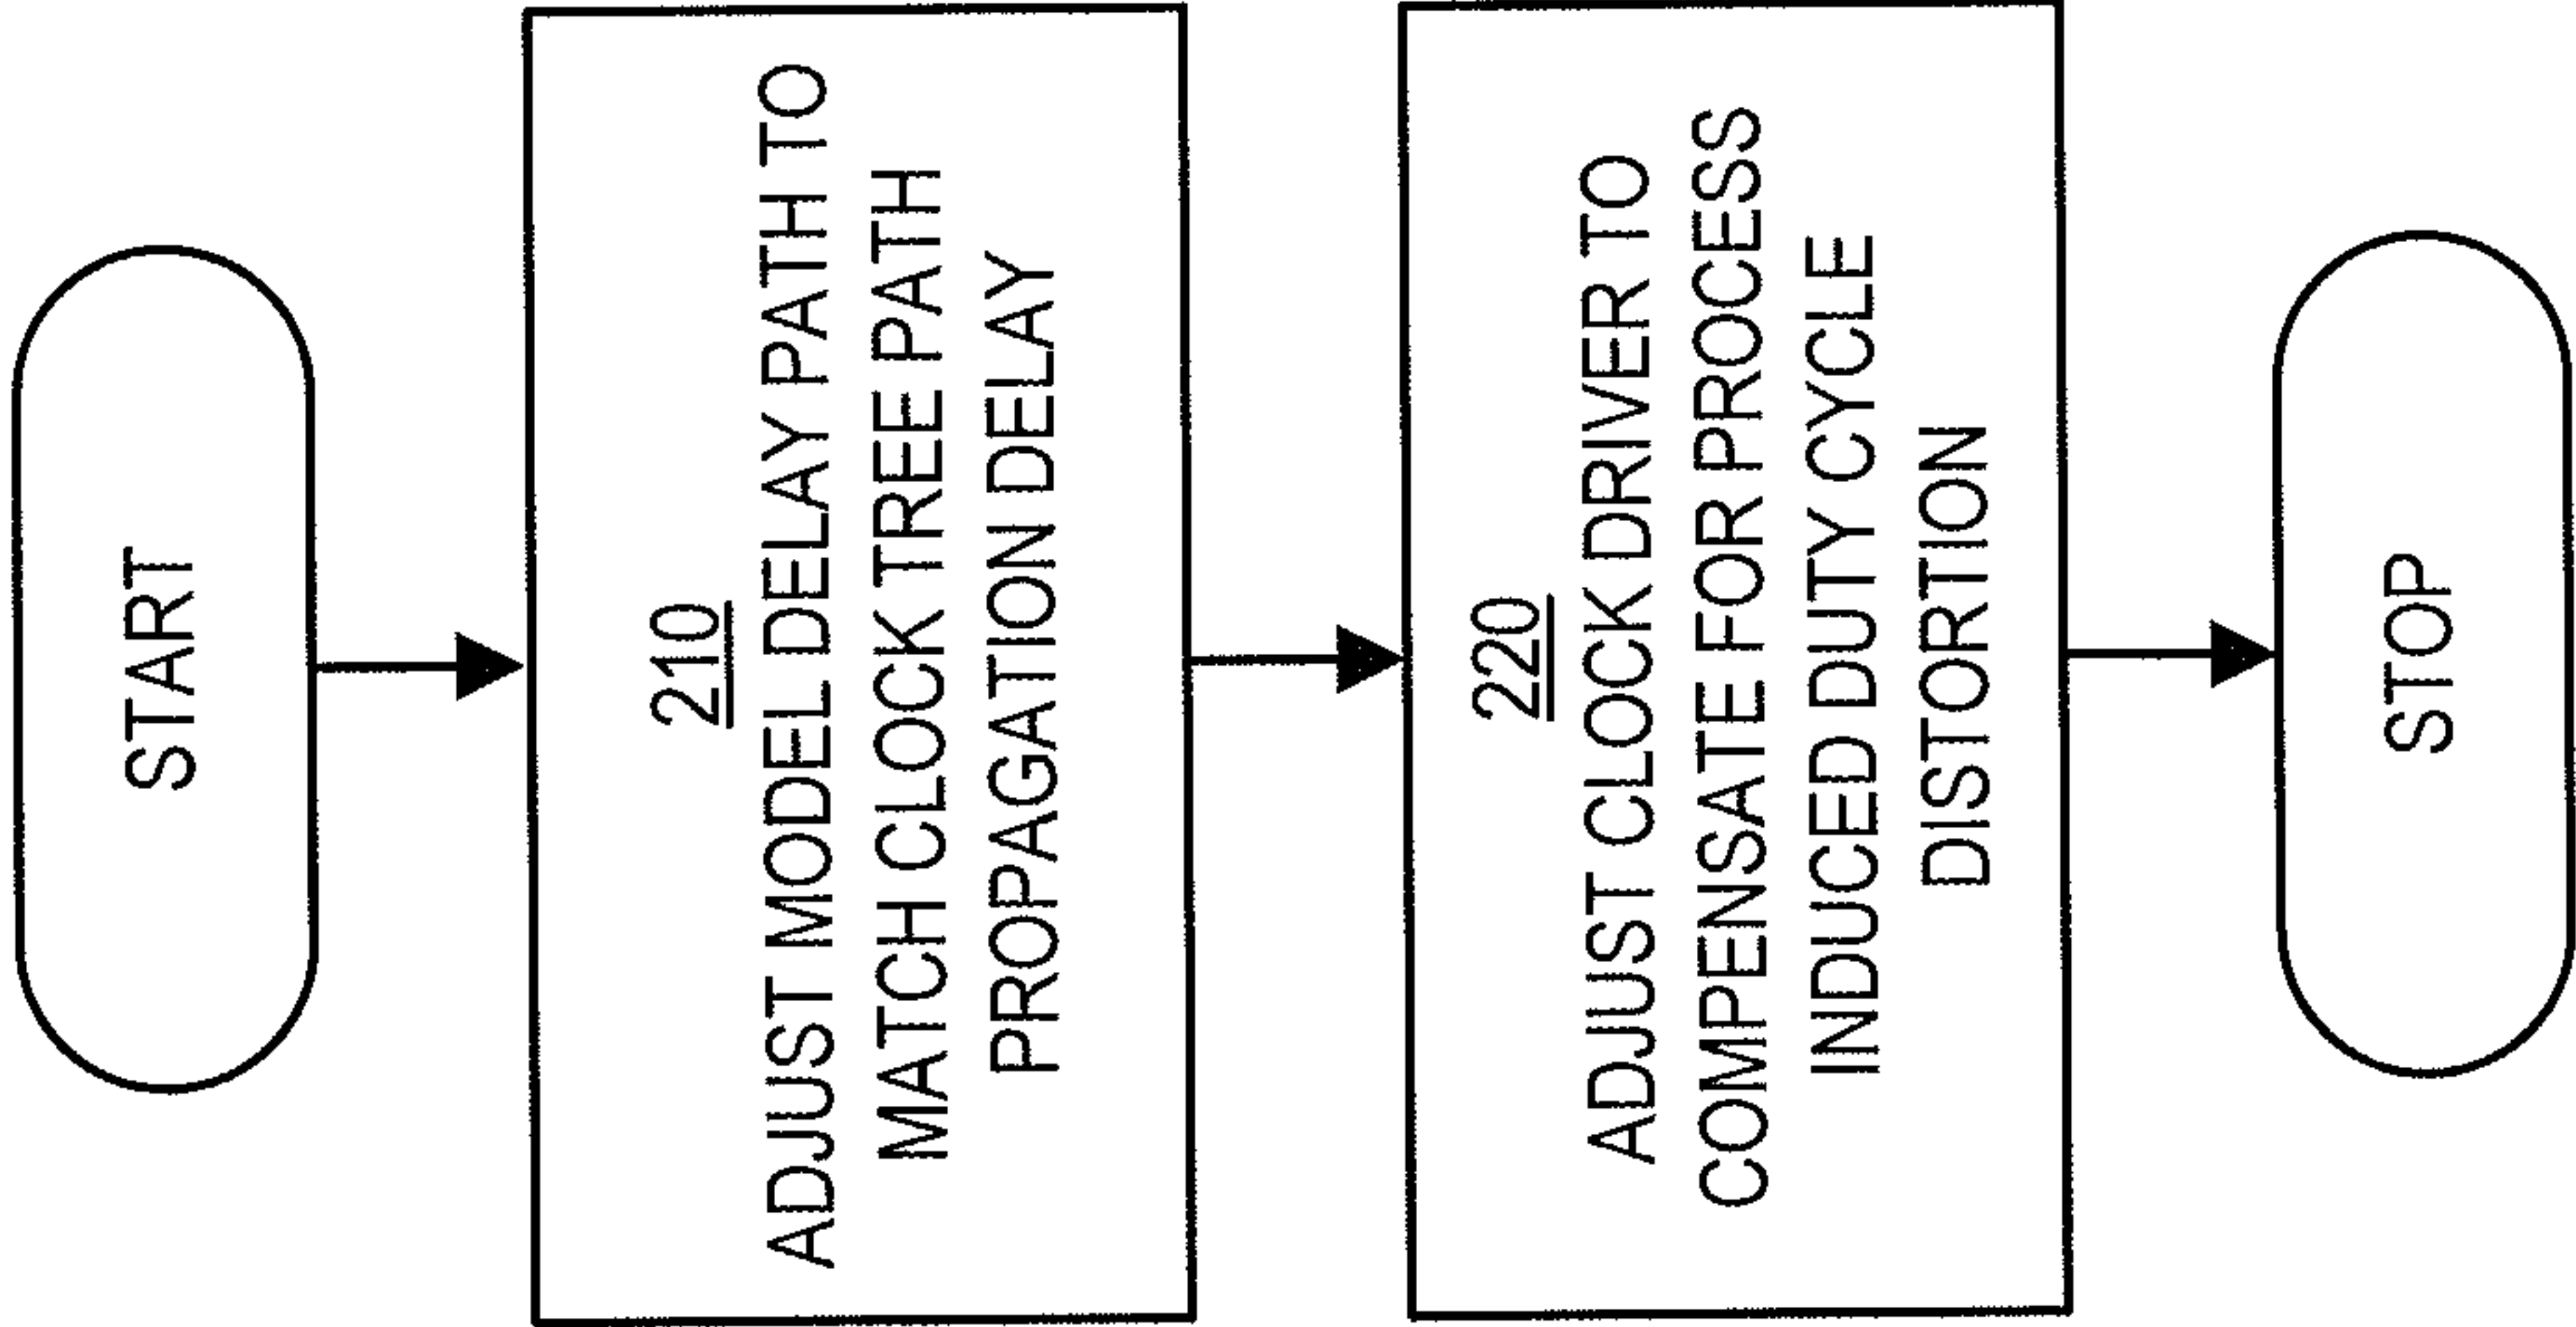 START
210
ADJUST MODEL DELAY PATH TO
MATCH CLOCK TREE PATH
PROPAGATION DELAY
220
ADJUST CLOCK DRIVER TO
COMPENSATE FOR PROCESS
INDUCED DUTY CYCLE
DISTORTION
STOP